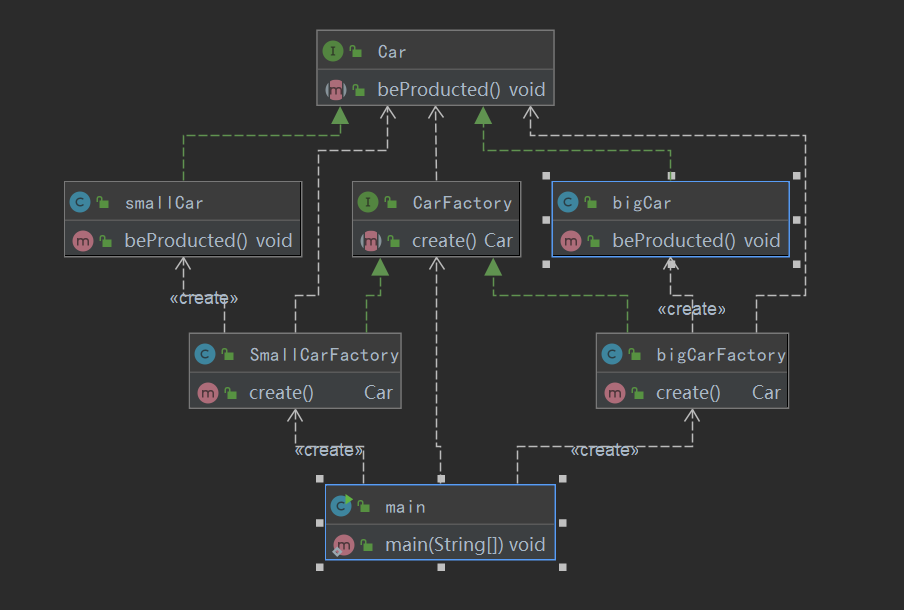 Car
beProducted() void
smallCar
beProducted() void
CarFactory
create() Car
bigCar
beProducted() void
«create»
«create»
SmallCarFactory
create() Car
bigCarFactory
create() Car
«create»
«create»
main
main(String[]) void